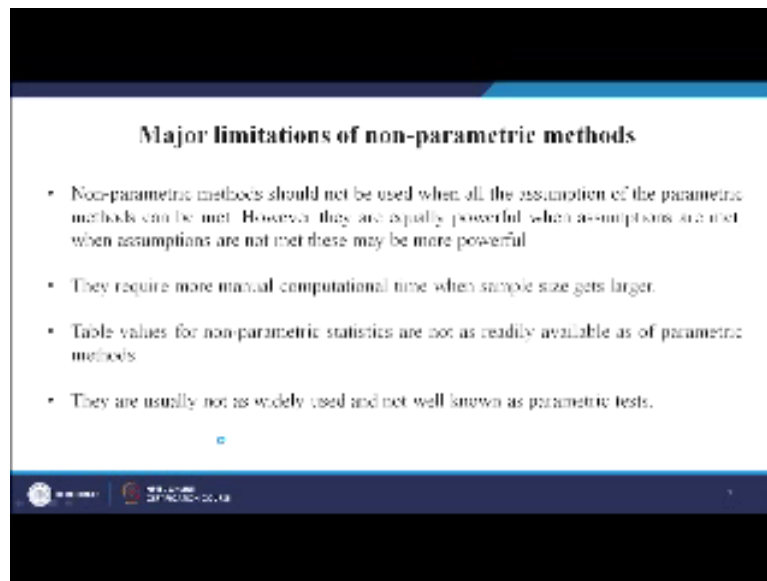 Major limitations of non-parametric methods
• Non-parametric methods should not be used when all the assumption of the parametric
methods can be met. However they are equally powerful when assumptions are met
when assumptions are not met these may be more powerful
• They require more manual computational time when sample size gets larger.
• Table values for non-parametric statistics are not as readily available as of parametric
methods
• They are usually not as widely used and not well known as parametric tests.
CERTIFICATION COURSE